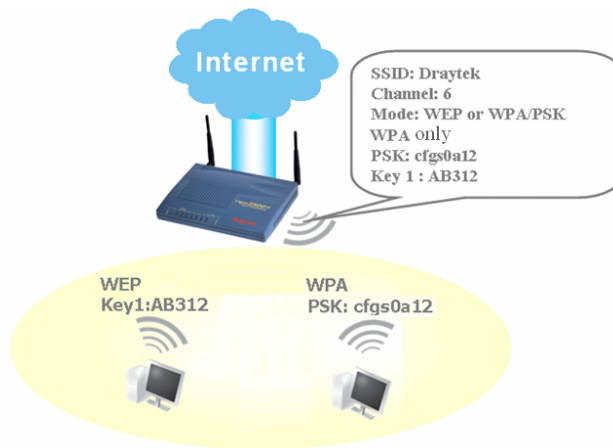 Internet
SSID: Draytek
Channel: 6
Mode: WEP or WPA/PSK
WPA only
PSK: cfgs0a12
Key 1 : AB312
WEP
Key1:AB312
WPA
PSK: cfgs0a12